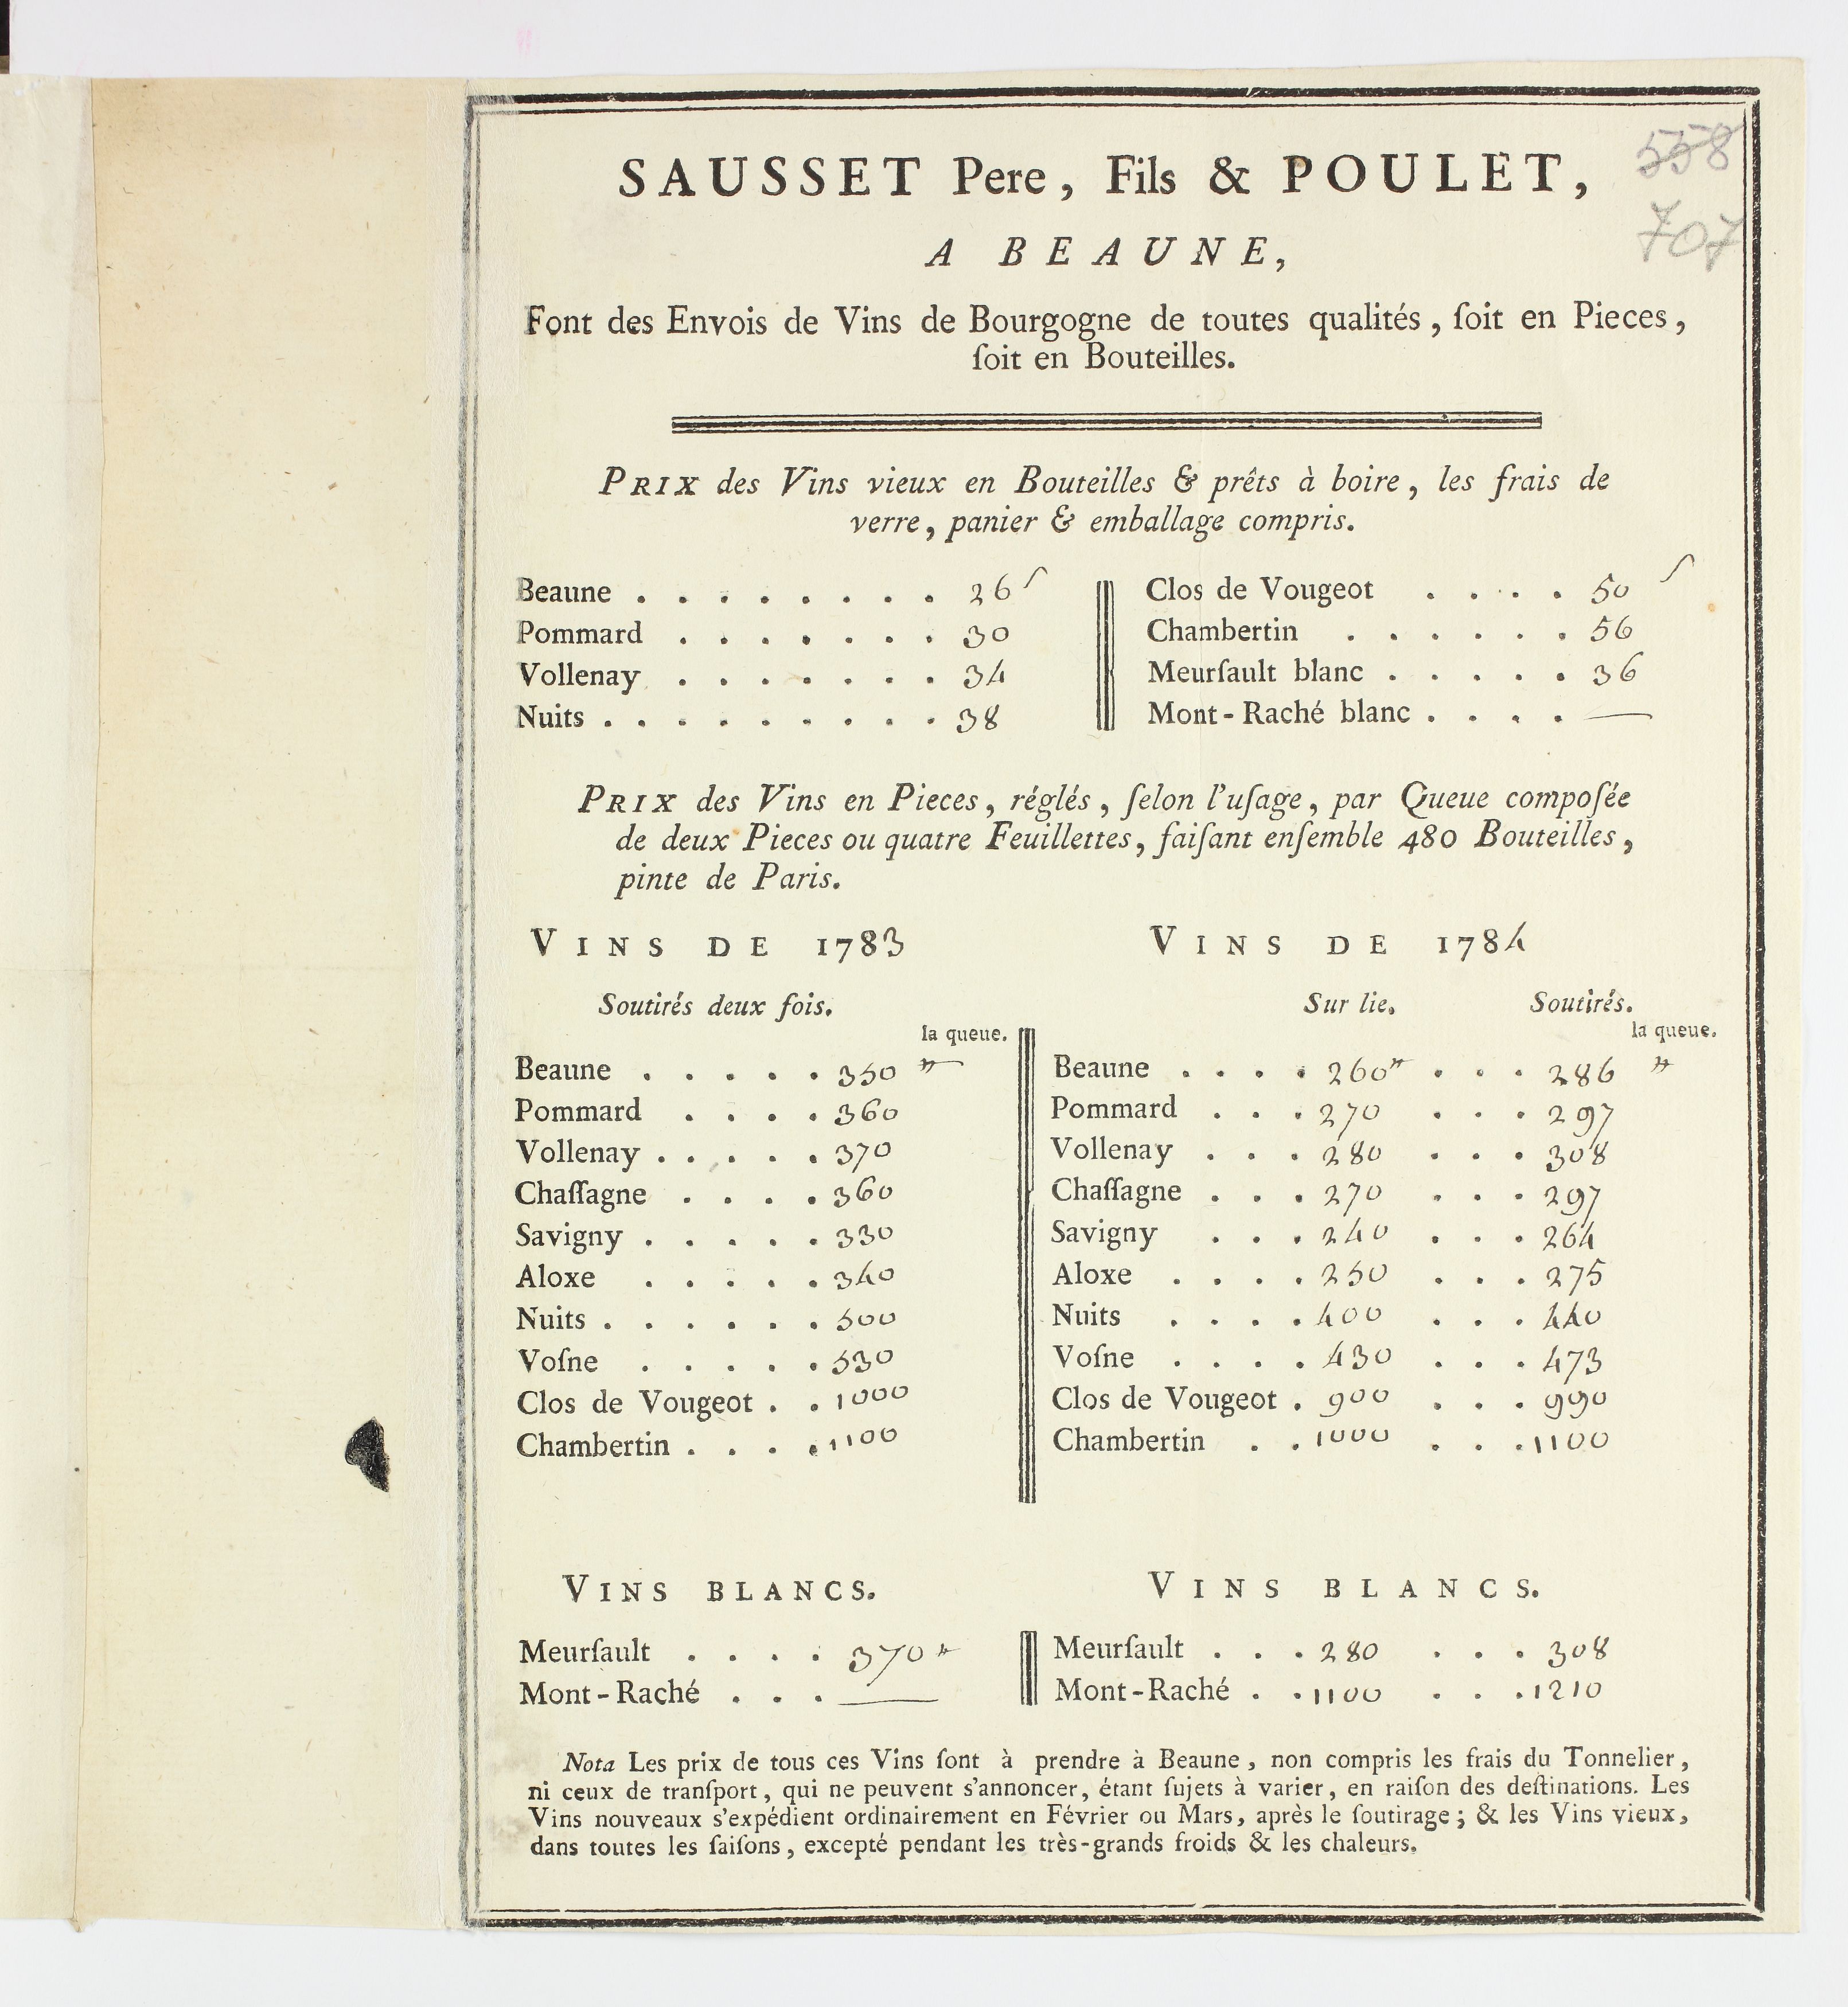 558
SAUSSET Pere, Fils & POULET,
707
A BEAUNE,
Font des Envois de Vins de Bourgogne de toutes qualités, ſoit en Pieces,
ſoit en Bouteilles.
PRIX des Vins vieux en Bouteilles & prêts à boire, les frais de
verre, panier & emballage compris.
Beaune . . . . . . . . 26 ſ
Pommard . . . . . . . 30
Vollenay . . . . . . . 34
Nuits . . . . . . . . . 38
Clos de Vougeot . . . . 50 ſ
Chambertin . . . . . . 56
Meurſault blanc . . . . . 36
Mont-Raché blanc . . . . —
PRIX des Vins en Pieces, réglés, ſelon l'uſage, par Queue compoſée
de deux Pieces ou quatre Feuillettes, faiſant enſemble 480 Bouteilles,
pinte de Paris.
VINS DE 1783
Soutirés deux fois.
la queue.
Beaune . . . . . 350 ₶
Pommard . . . . 360
Vollenay . . . . . 370
Chaſſagne . . . . 360
Savigny . . . . . 330
Aloxe . . . . . 340
Nuits . . . . . . 500
Voſne . . . . . 530
Clos de Vougeot . . 1000
Chambertin . . . . 1100
VINS DE 1784
Sur lie. Soutirés.
la queue.
Beaune . . . . 260 ₶ . . . 286 ₶
Pommard . . . 270 . . . 297
Vollenay . . . 280 . . . 308
Chaſſagne . . . 270 . . . 297
Savigny . . . 240 . . . 264
Aloxe . . . . 250 . . . 275
Nuits . . . . 400 . . . 440
Voſne . . . . 430 . . . 473
Clos de Vougeot . 900 . . . 990
Chambertin . . 1000 . . . 1100
VINS BLANCS.
Meurſault . . . . 370 ₶
Mont-Raché . . . —
VINS BLANCS.
Meurſault . . . 280 . . . 308
Mont-Raché . . 1100 . . . 1210
Nota Les prix de tous ces Vins ſont à prendre à Beaune, non compris les frais du Tonnelier,
ni ceux de tranſport, qui ne peuvent s'annoncer, étant ſujets à varier, en raiſon des deſtinations. Les
Vins nouveaux s'expédient ordinairement en Février ou Mars, après le ſoutirage; & les Vins vieux,
dans toutes les ſaiſons, excepté pendant les très-grands froids & les chaleurs.